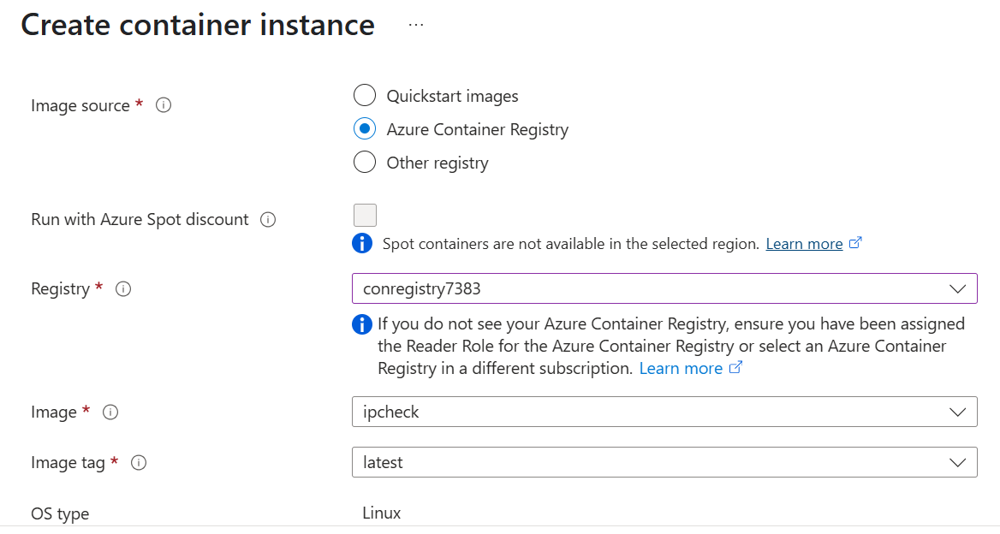 Create container instance ...
Image source *
Quickstart images
Azure Container Registry
Other registry
Run with Azure Spot discount
Spot containers are not available in the selected region. Learn more
Registry *
conregistry7383
If you do not see your Azure Container Registry, ensure you have been assigned
the Reader Role for the Azure Container Registry or select an Azure Container
Registry in a different subscription. Learn more
Image *
ipcheck
Image tag *
latest
OS type
Linux